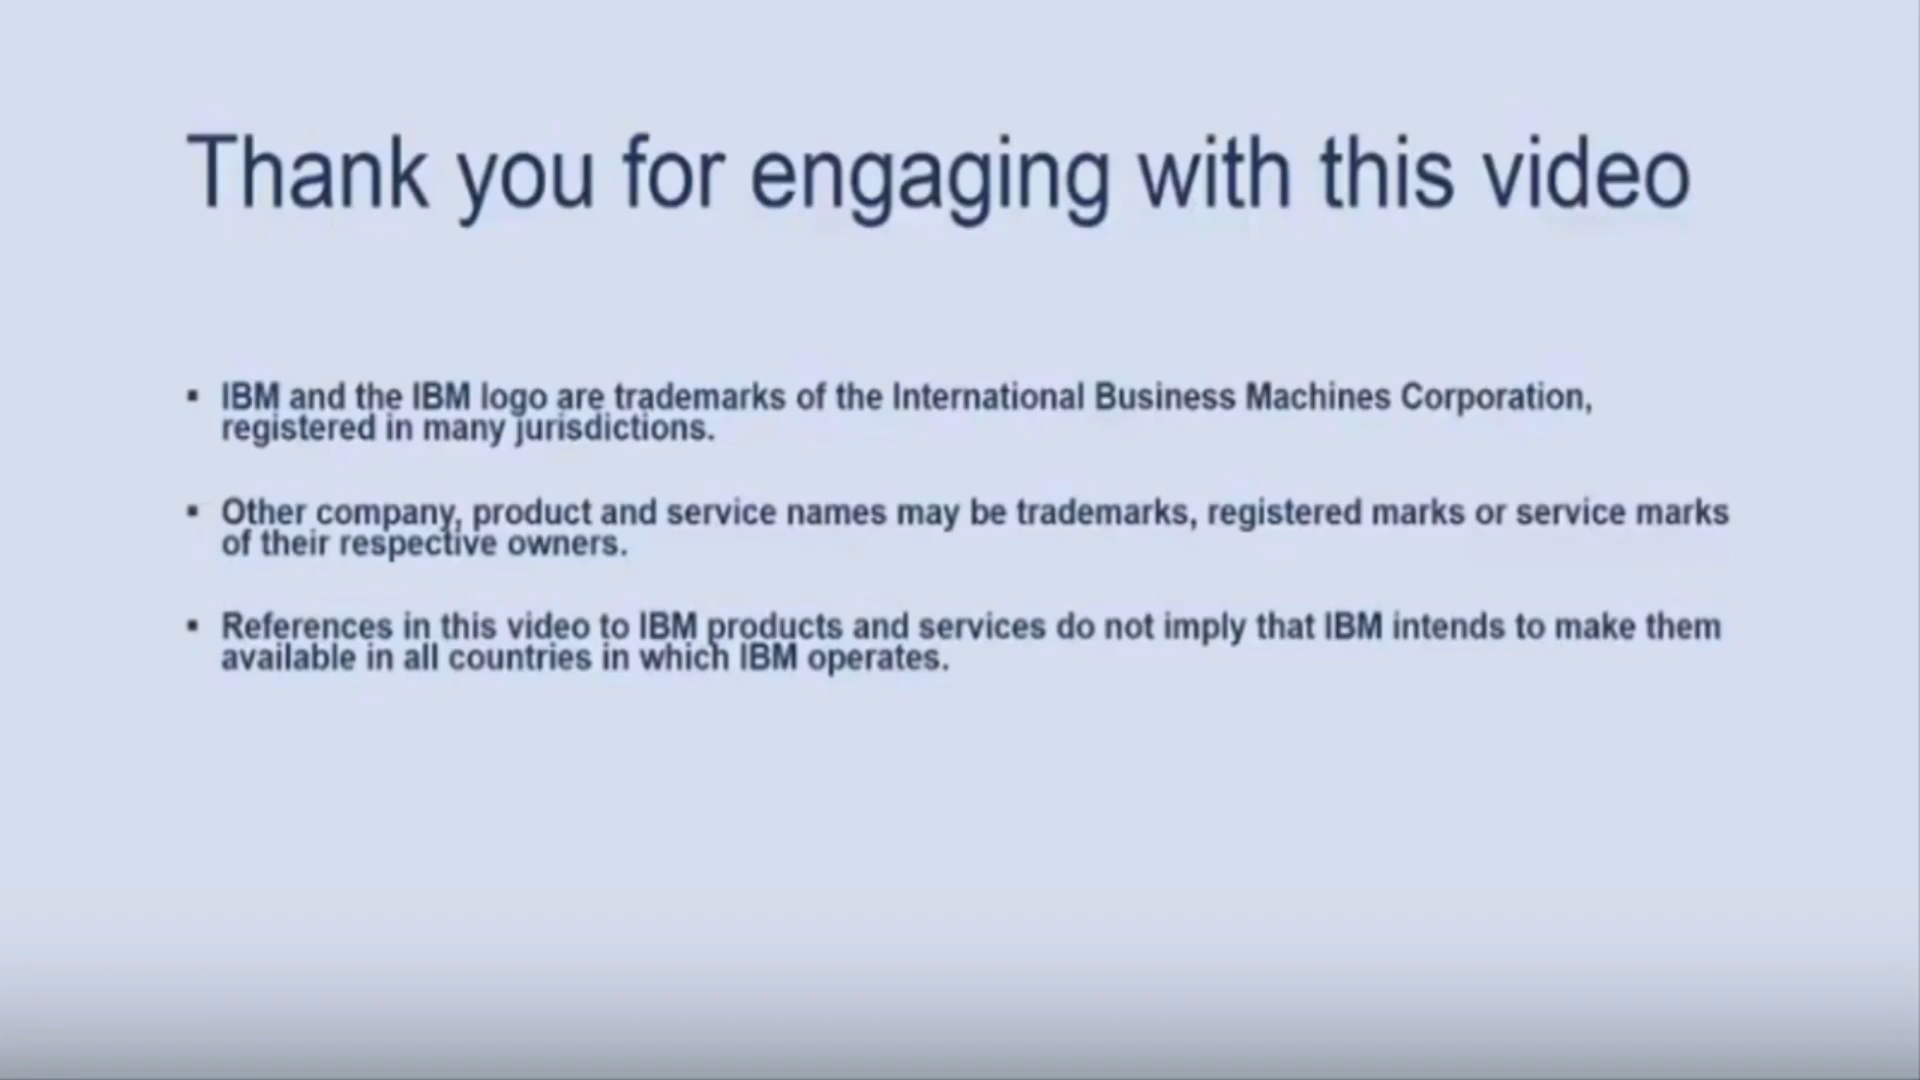 Thank you for engaging with this video
▪ IBM and the IBM logo are trademarks of the International Business Machines Corporation,
registered in many jurisdictions.
▪ Other company, product and service names may be trademarks, registered marks or service marks
of their respective owners.
▪ References in this video to IBM products and services do not imply that IBM intends to make them
available in all countries in which IBM operates.